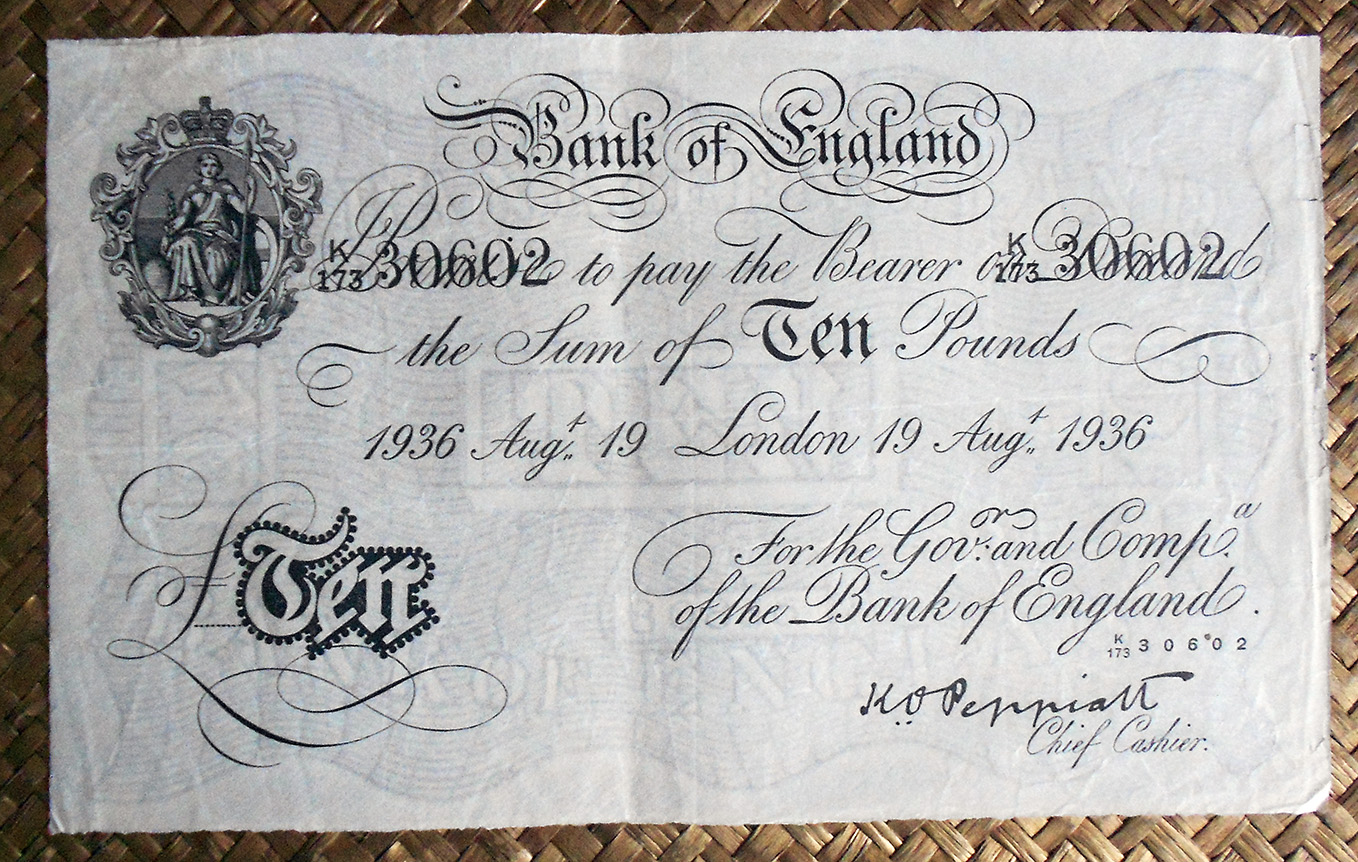 Bank of England
K
173 30602 to pay the Bearer on K
173 30602
the Sum of Ten Pounds
1936 Augt. 19 London 19 Augt. 1936
£Ten
For the Govor. and Compa.
of the Bank of England.
K
173 30602
K.O. Peppiatt
Chief Cashier.